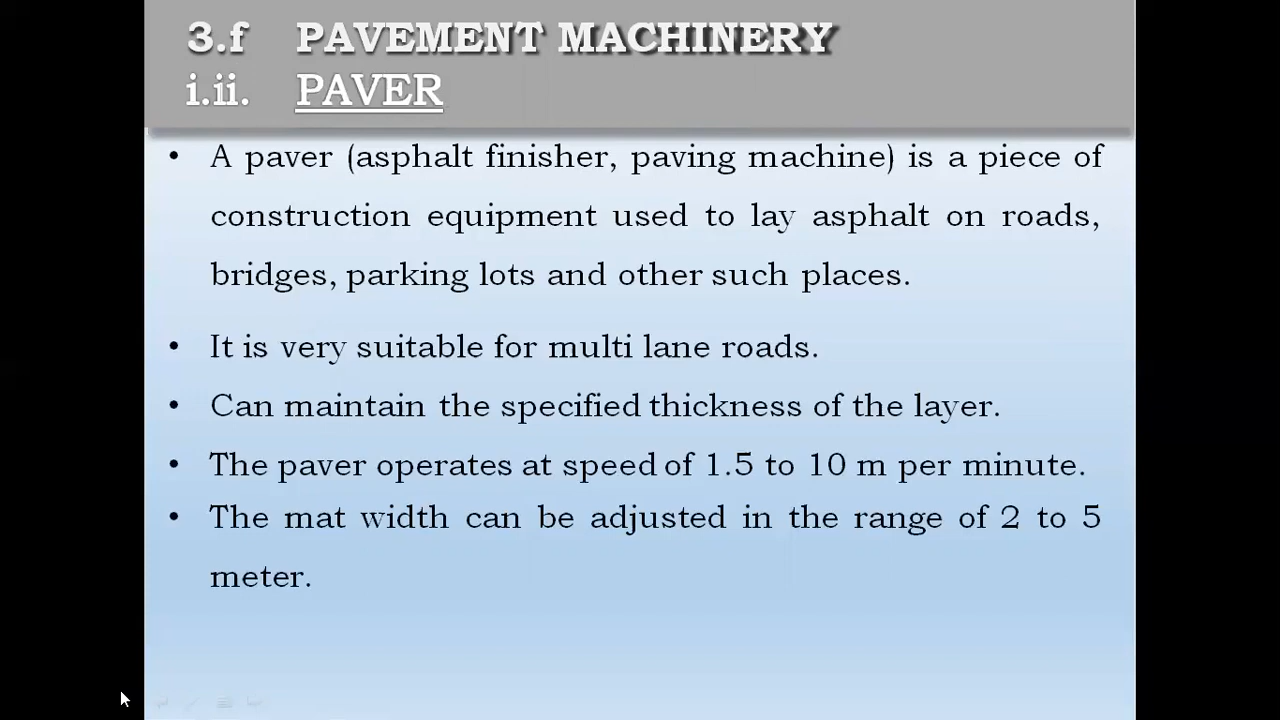 3.f PAVEMENT MACHINERY
i.ii. PAVER
• A paver (asphalt finisher, paving machine) is a piece of
construction equipment used to lay asphalt on roads,
bridges, parking lots and other such places.
• It is very suitable for multi lane roads.
• Can maintain the specified thickness of the layer.
• The paver operates at speed of 1.5 to 10 m per minute.
• The mat width can be adjusted in the range of 2 to 5
meter.